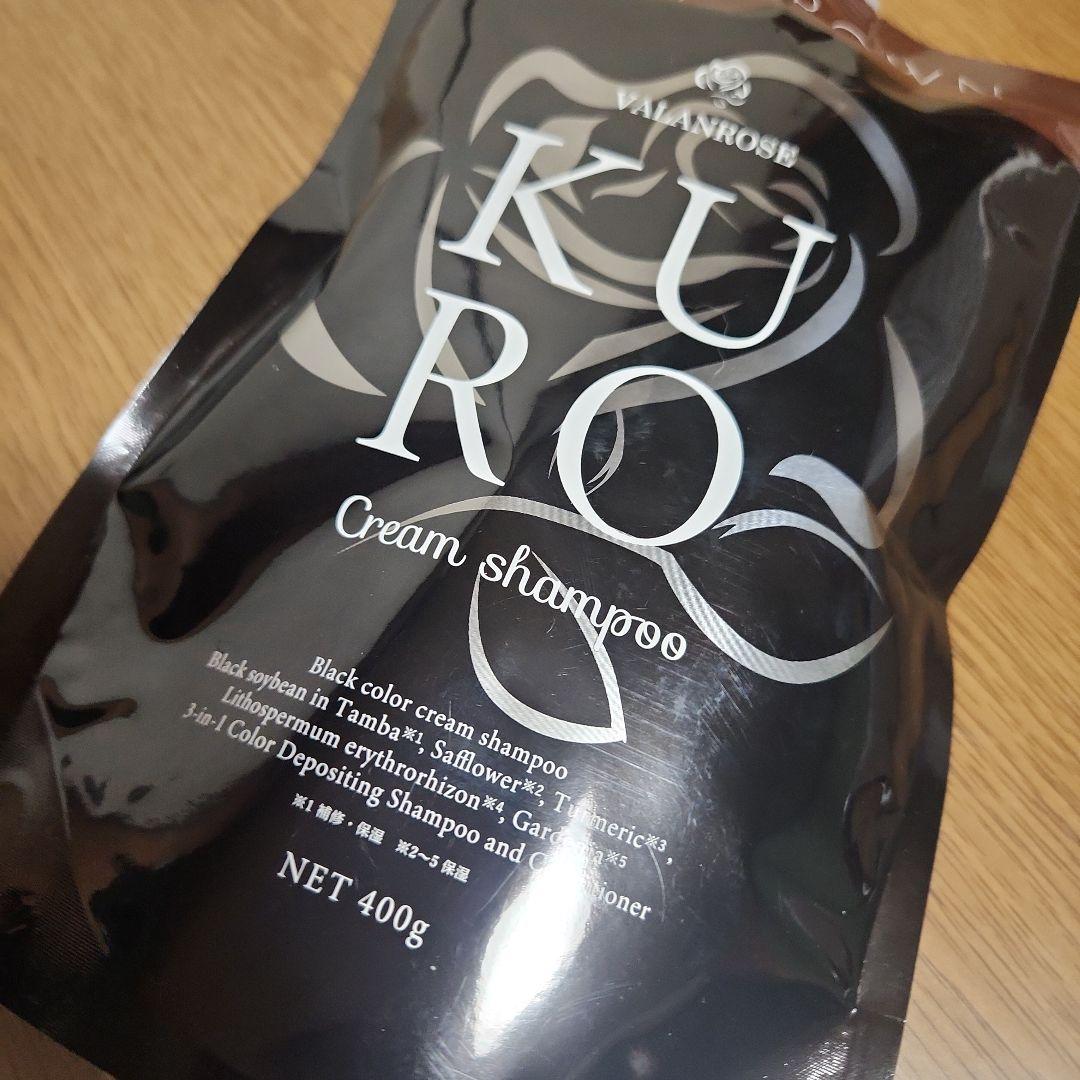 VALANROSE
KU
RO
Cream shampoo
Black color cream shampoo
Black soybean in Tamba※1, Safflower※2, Turmeric※3,
Lithospermum erythrorhizon※4, Gardenia※5
3-in-1 Color Depositing Shampoo and Conditioner
※1 補修・保湿 ※2～5 保湿
NET 400g